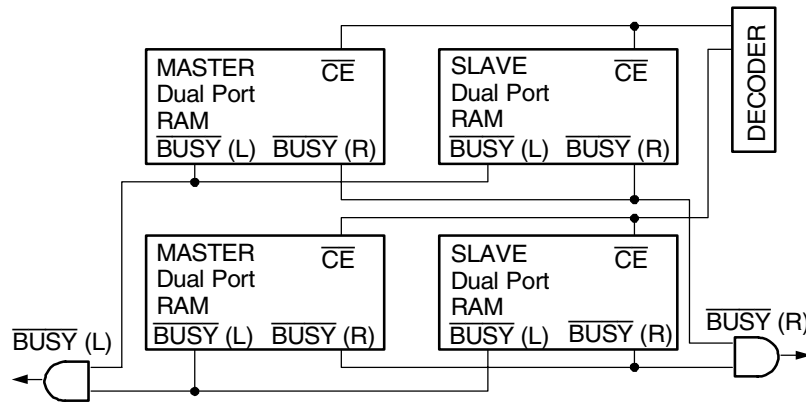 MASTER
Dual Port
RAM
CE
BUSY (L) BUSY (R)
SLAVE
Dual Port
RAM
CE
BUSY (L) BUSY (R)
DECODER
MASTER
Dual Port
RAM
CE
BUSY (L) BUSY (R)
SLAVE
Dual Port
RAM
CE
BUSY (L) BUSY (R)
BUSY (L)
BUSY (R)